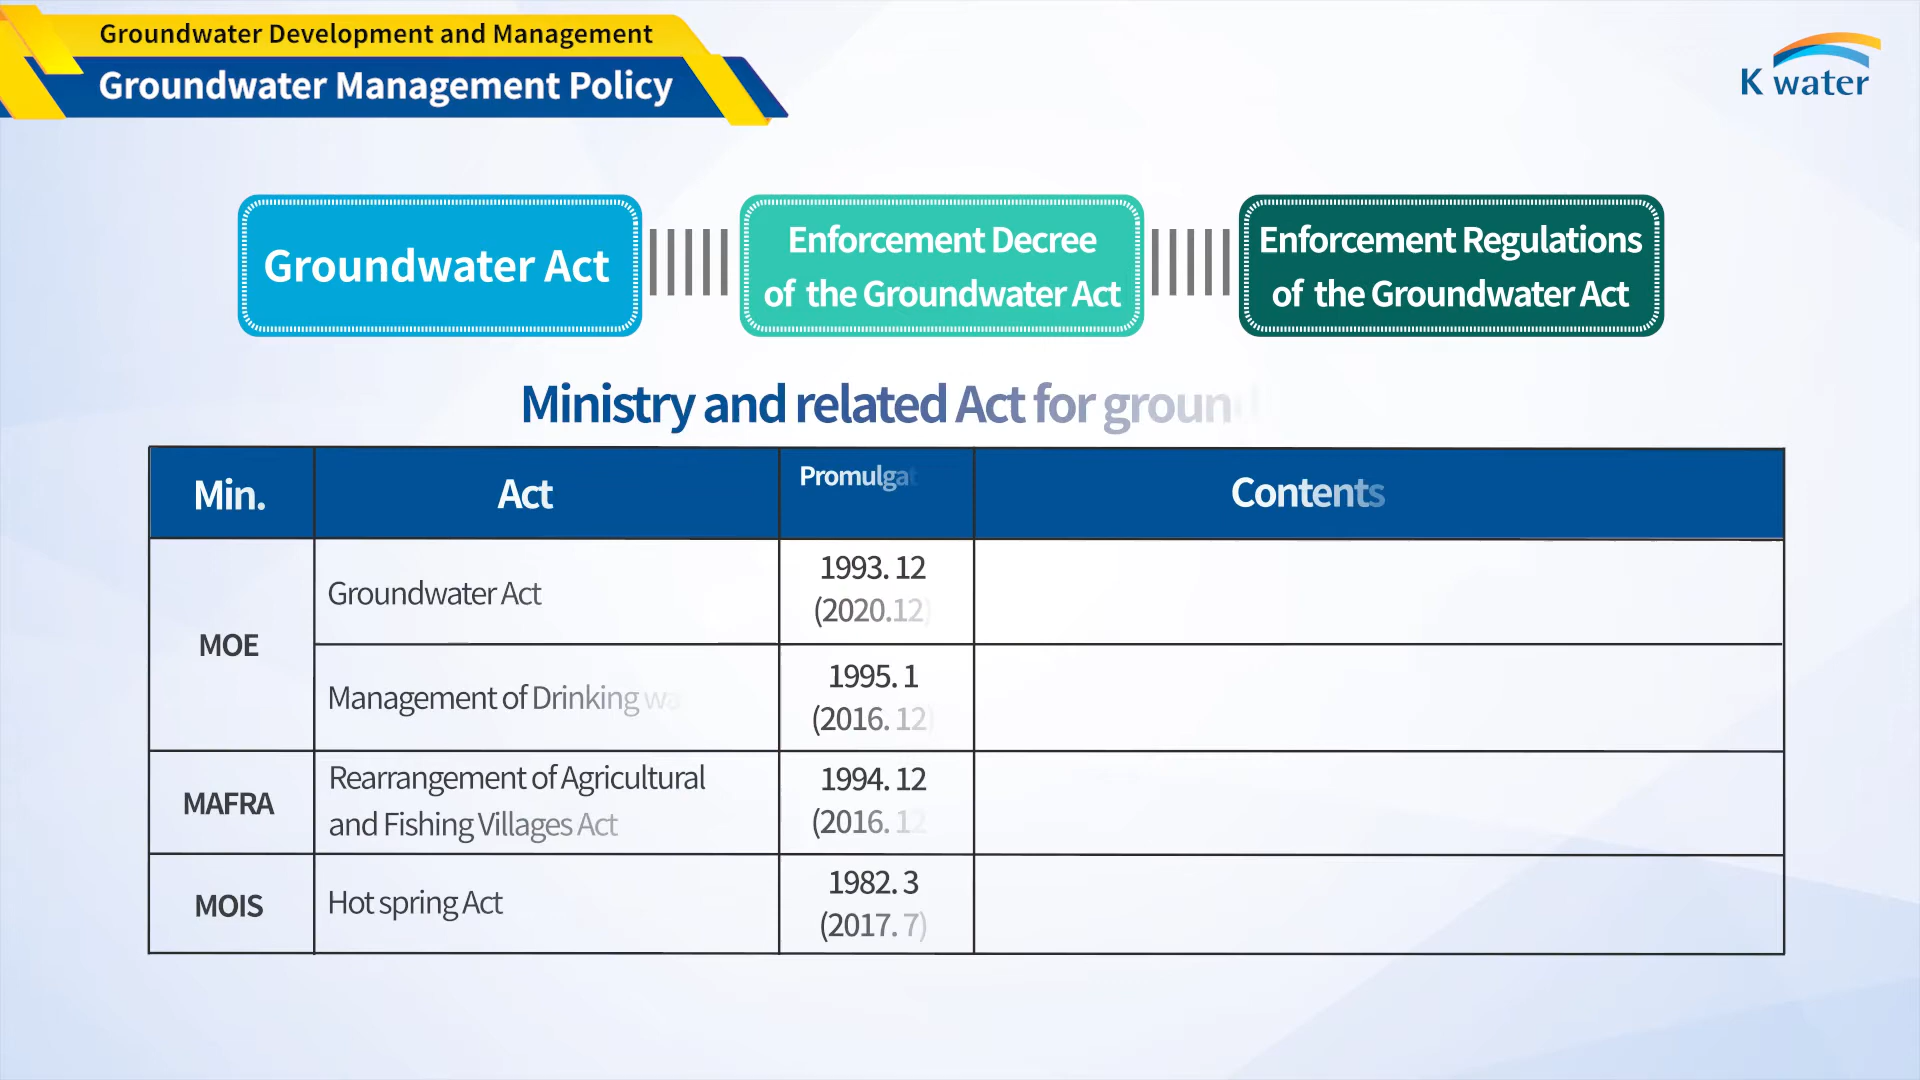 Groundwater Development and Management
Groundwater Management Policy
K water
Groundwater Act
Enforcement Decree
of the Groundwater Act
Enforcement Regulations
of the Groundwater Act
Ministry and related Act for
Min.
Act
Contents
MOE
Groundwater Act
1993. 12
(2020.12)
Management of Drinking
1995. 1
(2016. 12)
MAFRA
Rearrangement of Agricultural
and Fishing Villages Act
1994. 12
(2016. 12
MOIS
Hot spring Act
1982. 3
(2017. 7)